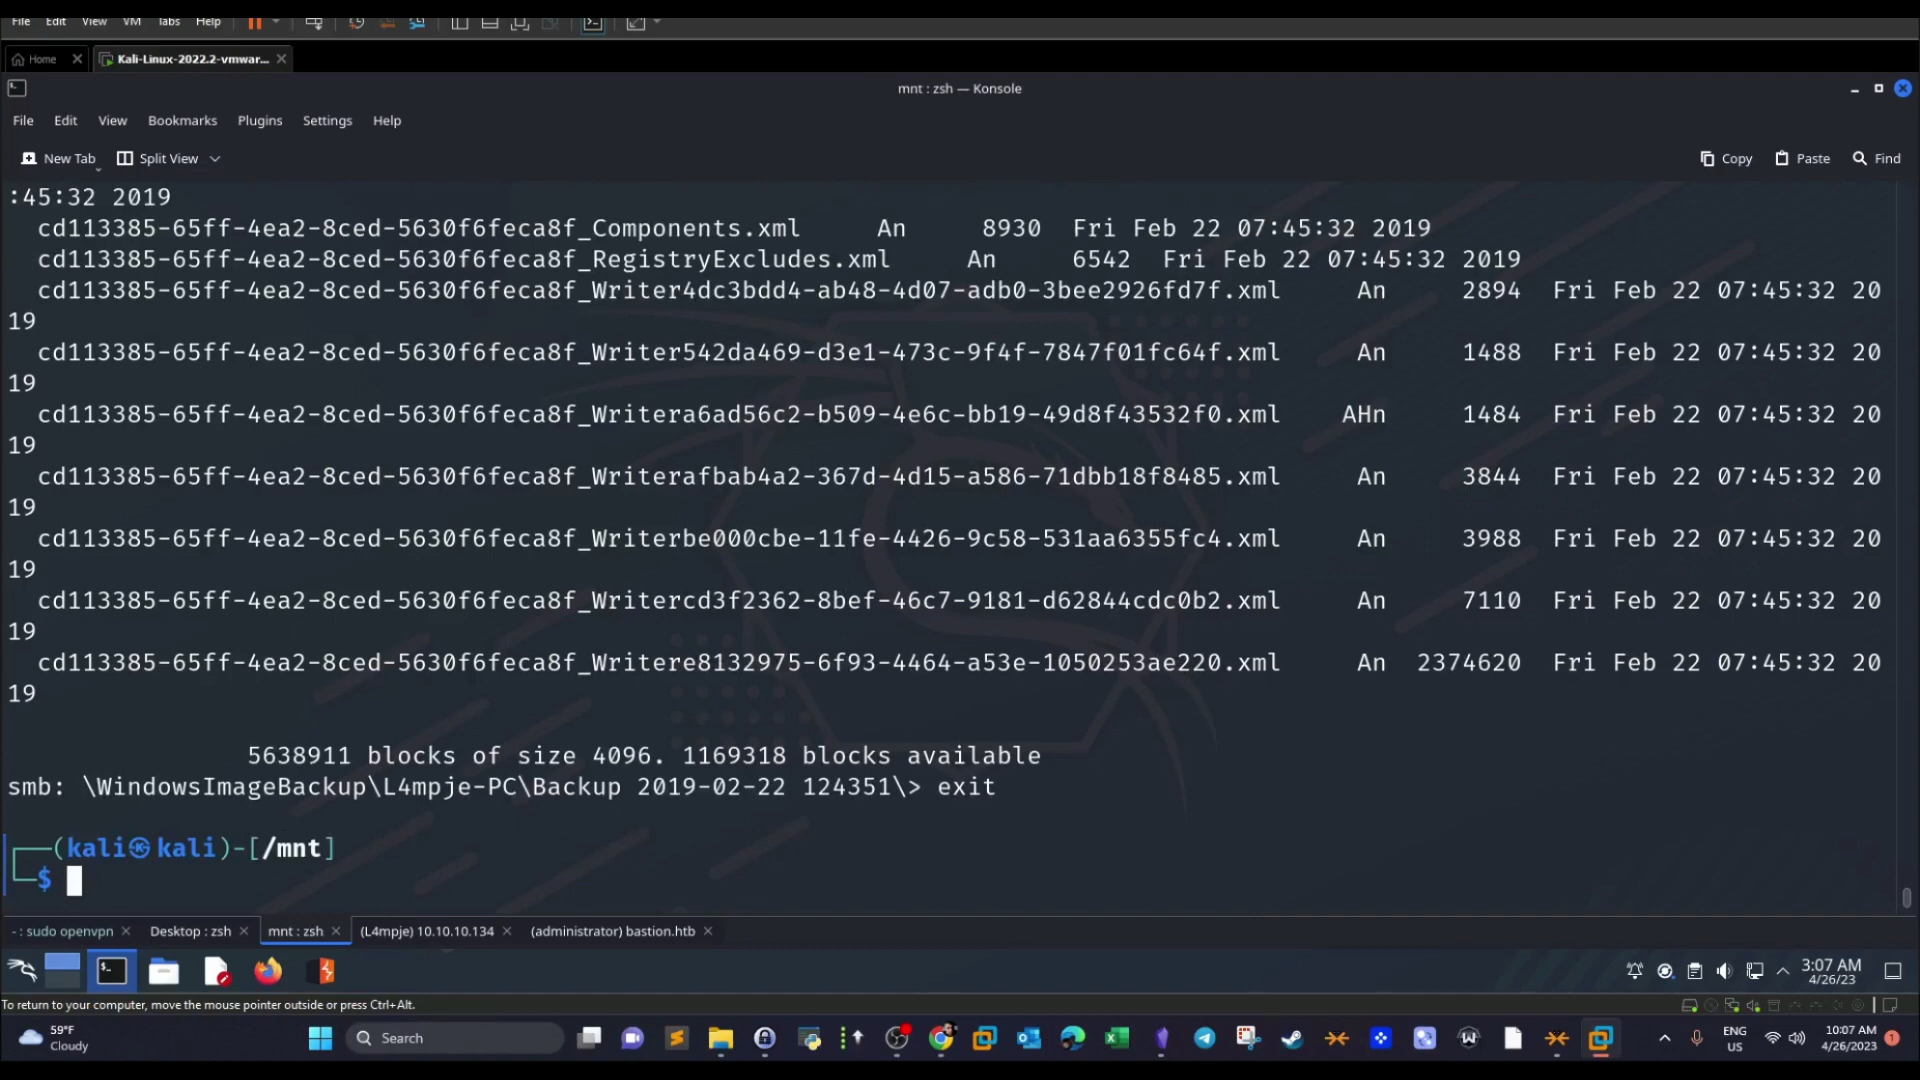 File Edit View VM Tabs Help
Home Kali-Linux-2022.2-vmwar...
mnt : zsh — Konsole
File Edit View Bookmarks Plugins Settings Help
New Tab Split View Copy Paste Find
:45:32 2019
cd113385-65ff-4ea2-8ced-5630f6feca8f_Components.xml An 8930 Fri Feb 22 07:45:32 2019
cd113385-65ff-4ea2-8ced-5630f6feca8f_RegistryExcludes.xml An 6542 Fri Feb 22 07:45:32 2019
cd113385-65ff-4ea2-8ced-5630f6feca8f_Writer4dc3bdd4-ab48-4d07-adb0-3bee2926fd7f.xml An 2894 Fri Feb 22 07:45:32 20
19
cd113385-65ff-4ea2-8ced-5630f6feca8f_Writer542da469-d3e1-473c-9f4f-7847f01fc64f.xml An 1488 Fri Feb 22 07:45:32 20
19
cd113385-65ff-4ea2-8ced-5630f6feca8f_Writera6ad56c2-b509-4e6c-bb19-49d8f43532f0.xml AHn 1484 Fri Feb 22 07:45:32 20
19
cd113385-65ff-4ea2-8ced-5630f6feca8f_Writerafbab4a2-367d-4d15-a586-71dbb18f8485.xml An 3844 Fri Feb 22 07:45:32 20
19
cd113385-65ff-4ea2-8ced-5630f6feca8f_Writerbe000cbe-11fe-4426-9c58-531aa6355fc4.xml An 3988 Fri Feb 22 07:45:32 20
19
cd113385-65ff-4ea2-8ced-5630f6feca8f_Writercd3f2362-8bef-46c7-9181-d62844cdc0b2.xml An 7110 Fri Feb 22 07:45:32 20
19
cd113385-65ff-4ea2-8ced-5630f6feca8f_Writere8132975-6f93-4464-a53e-1050253ae220.xml An 2374620 Fri Feb 22 07:45:32 20
19
5638911 blocks of size 4096. 1169318 blocks available
smb: \WindowsImageBackup\L4mpje-PC\Backup 2019-02-22 124351\> exit
(kali㉿kali)-[/mnt]
$
~ : sudo openvpn Desktop : zsh mnt : zsh (L4mpje) 10.10.10.134 (administrator) bastion.htb
3:07 AM
4/26/23
To return to your computer, move the mouse pointer outside or press Ctrl+Alt.
59°F
Cloudy
Search
ENG
US
10:07 AM
4/26/2023
1